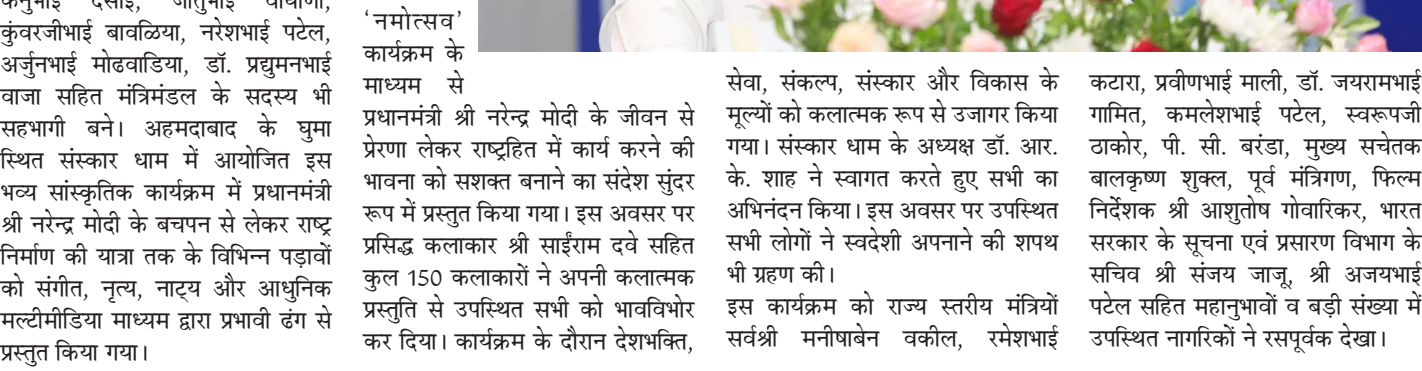 कनुभाई देसाई, जीतुभाई वाघाणी,
कुंवरजीभाई बावळिया, नरेशभाई पटेल,
अर्जुनभाई मोढवाडिया, डॉ. प्रद्युमनभाई
वाजा सहित मंत्रिमंडल के सदस्य भी
सहभागी बने। अहमदाबाद के घुमा
स्थित संस्कार धाम में आयोजित इस
भव्य सांस्कृतिक कार्यक्रम में प्रधानमंत्री
श्री नरेन्द्र मोदी के बचपन से लेकर राष्ट्र
निर्माण की यात्रा तक के विभिन्न पड़ावों
को संगीत, नृत्य, नाट्य और आधुनिक
मल्टीमीडिया माध्यम द्वारा प्रभावी ढंग से
प्रस्तुत किया गया।
‘नमोत्सव’
कार्यक्रम के
माध्यम से
प्रधानमंत्री श्री नरेन्द्र मोदी के जीवन से
प्रेरणा लेकर राष्ट्रहित में कार्य करने की
भावना को सशक्त बनाने का संदेश सुंदर
रूप में प्रस्तुत किया गया। इस अवसर पर
प्रसिद्ध कलाकार श्री साईंराम दवे सहित
कुल 150 कलाकारों ने अपनी कलात्मक
प्रस्तुति से उपस्थित सभी को भावविभोर
कर दिया। कार्यक्रम के दौरान देशभक्ति,
सेवा, संकल्प, संस्कार और विकास के
मूल्यों को कलात्मक रूप से उजागर किया
गया। संस्कार धाम के अध्यक्ष डॉ. आर.
के. शाह ने स्वागत करते हुए सभी का
अभिनंदन किया। इस अवसर पर उपस्थित
सभी लोगों ने स्वदेशी अपनाने की शपथ
भी ग्रहण की।
इस कार्यक्रम को राज्य स्तरीय मंत्रियों
सर्वश्री मनीषाबेन वकील, रमेशभाई
कटारा, प्रवीणभाई माली, डॉ. जयरामभाई
गामित, कमलेशभाई पटेल, स्वरूपजी
ठाकोर, पी. सी. बरंडा, मुख्य सचेतक
बालकृष्ण शुक्ल, पूर्व मंत्रिगण, फिल्म
निर्देशक श्री आशुतोष गोवारिकर, भारत
सरकार के सूचना एवं प्रसारण विभाग के
सचिव श्री संजय जाजू, श्री अजयभाई
पटेल सहित महानुभावों व बड़ी संख्या में
उपस्थित नागरिकों ने रसपूर्वक देखा।